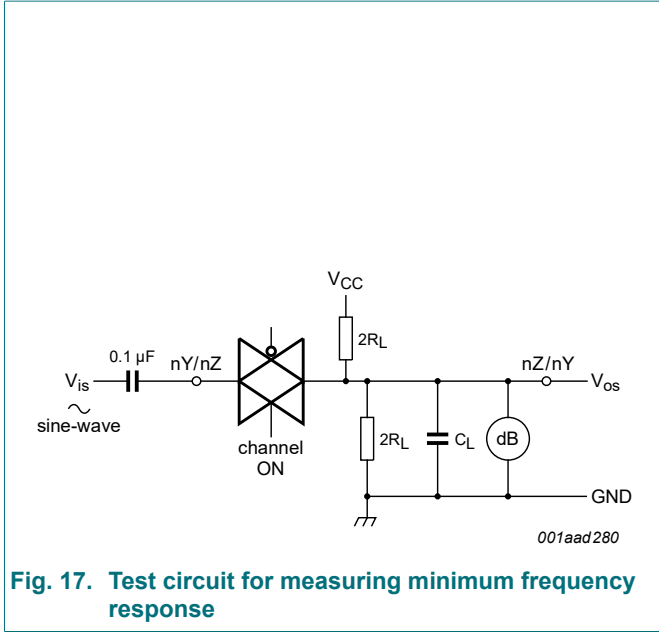 VCC
2RL
0.1 µF
nY/nZ
nZ/nY
Vis
Vos
sine-wave
2RL
CL
dB
channel
ON
GND
001aad280
Fig. 17. Test circuit for measuring minimum frequency
response